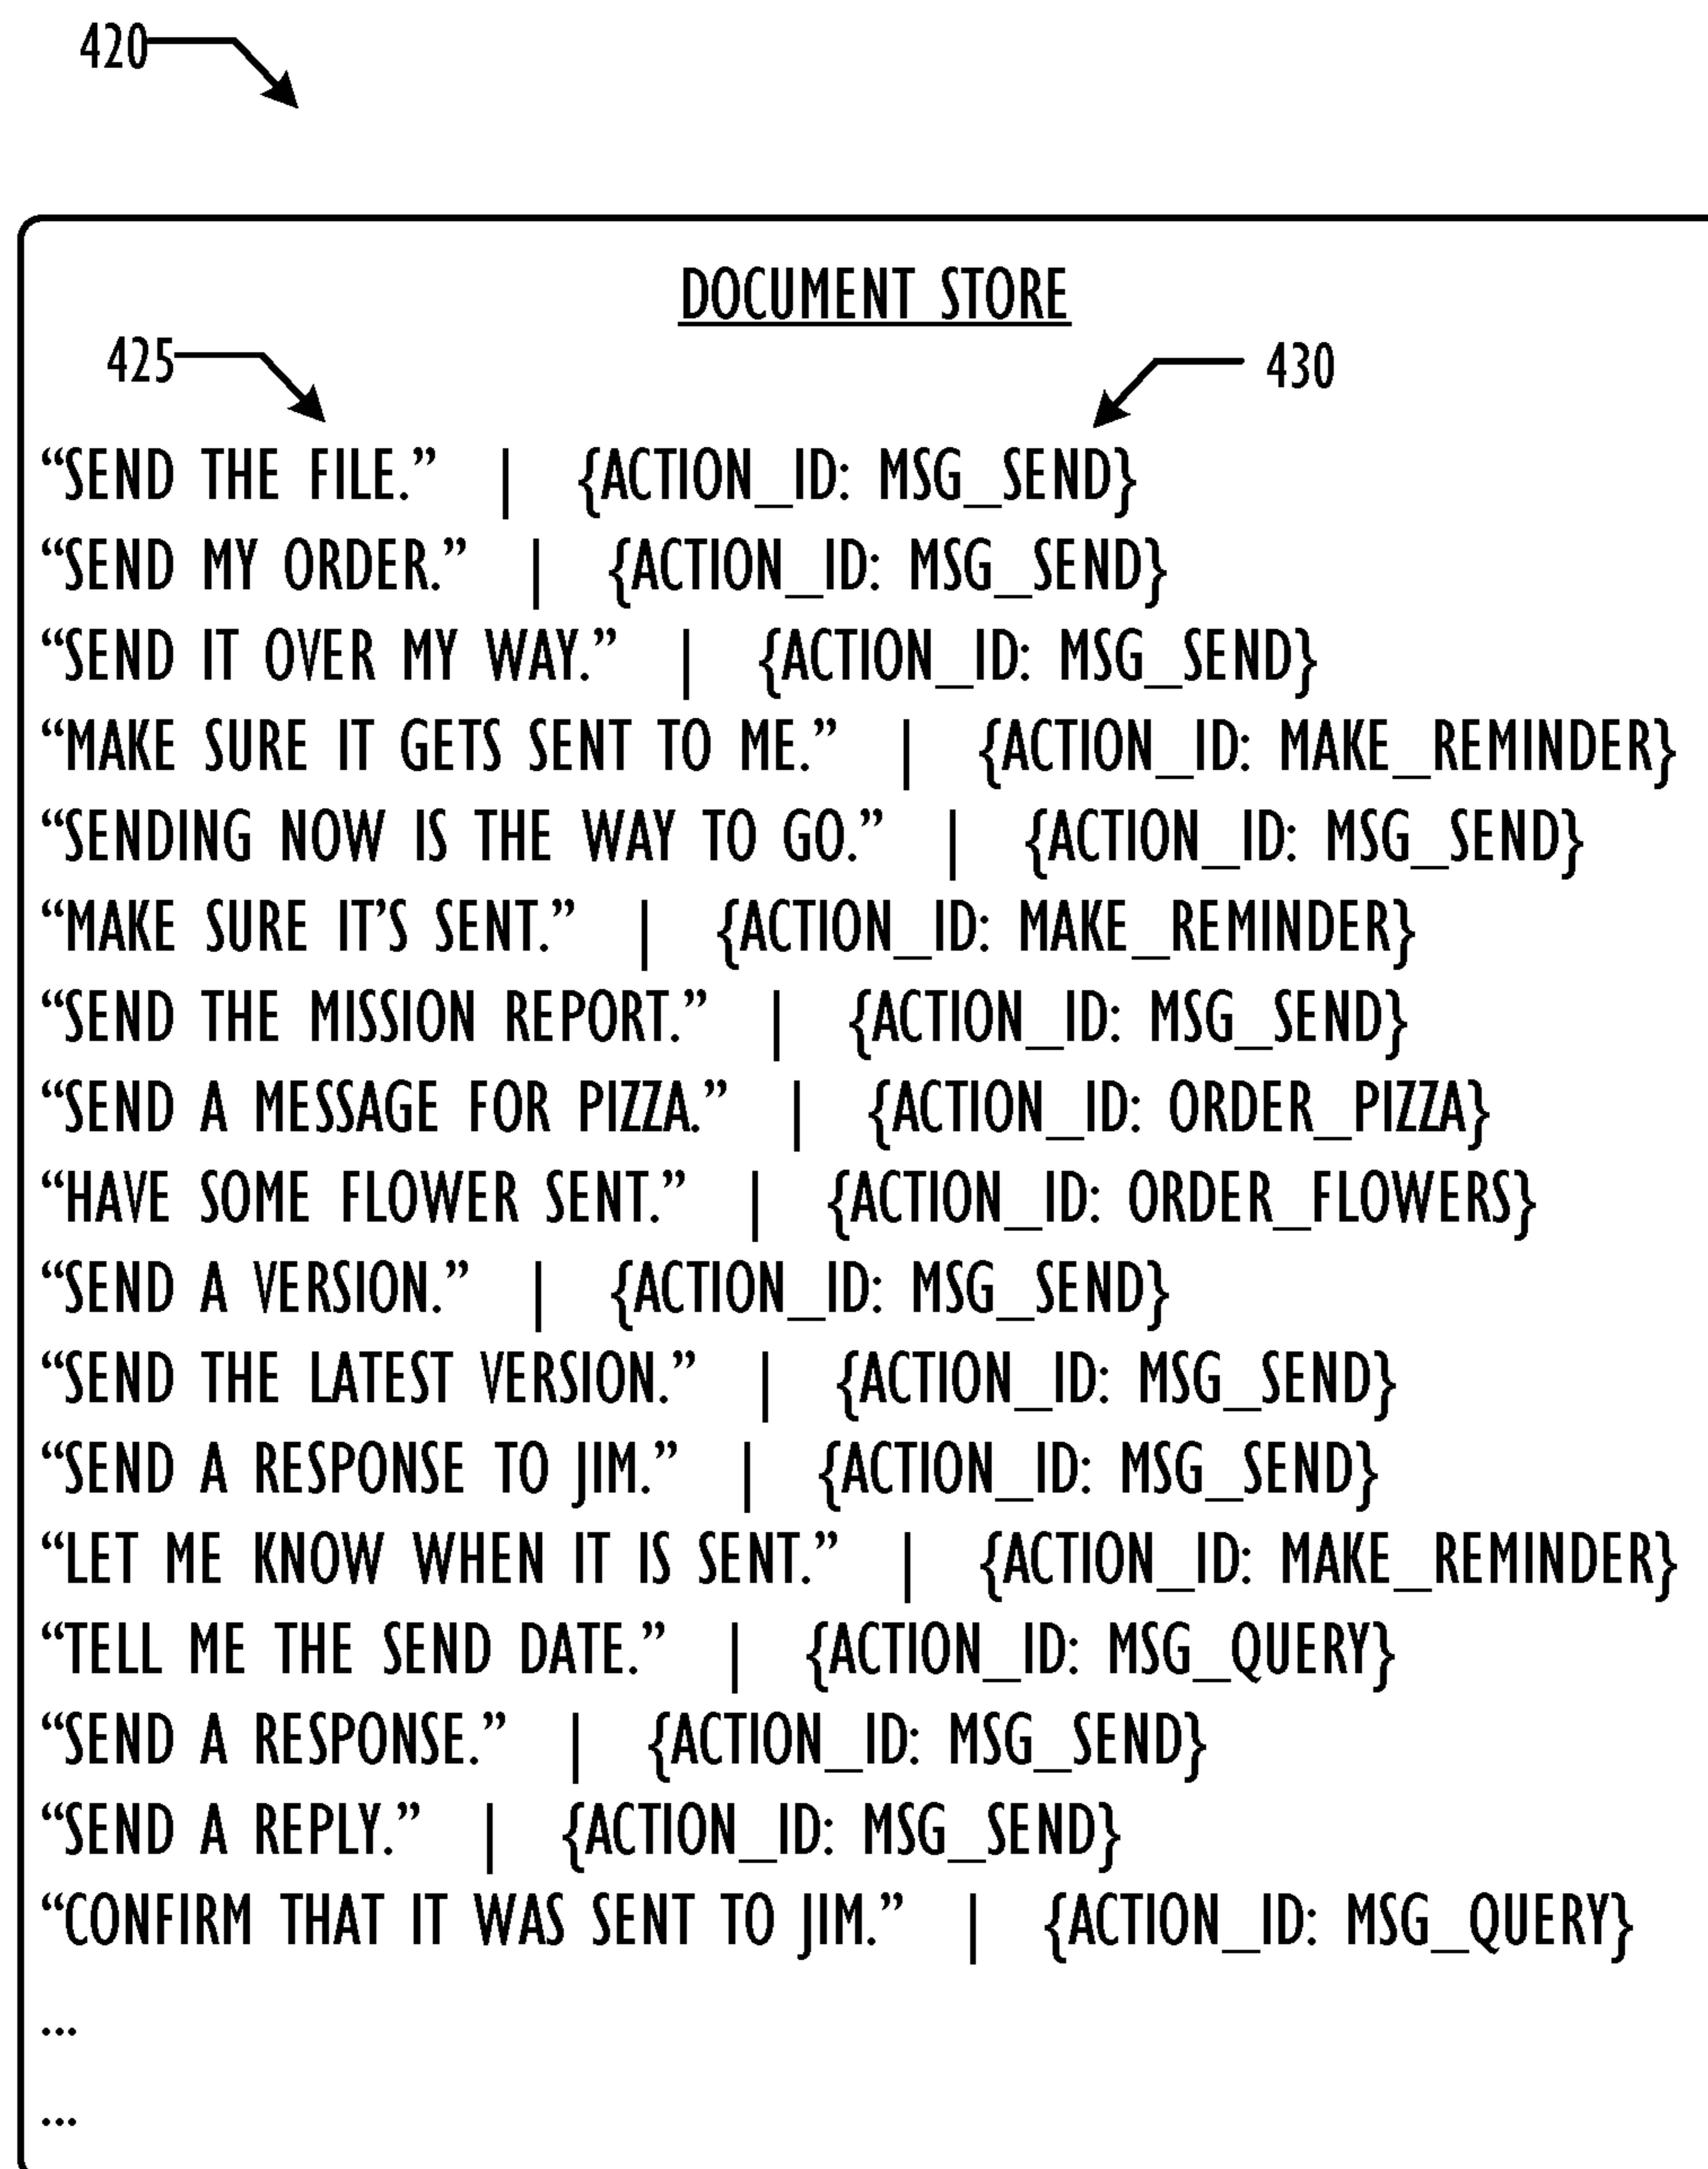 420
DOCUMENT STORE
425
430
“SEND THE FILE.” | {ACTION_ID: MSG_SEND}
“SEND MY ORDER.” | {ACTION_ID: MSG_SEND}
“SEND IT OVER MY WAY.” | {ACTION_ID: MSG_SEND}
“MAKE SURE IT GETS SENT TO ME.” | {ACTION_ID: MAKE_REMINDER}
“SENDING NOW IS THE WAY TO GO.” | {ACTION_ID: MSG_SEND}
“MAKE SURE IT’S SENT.” | {ACTION_ID: MAKE_REMINDER}
“SEND THE MISSION REPORT.” | {ACTION_ID: MSG_SEND}
“SEND A MESSAGE FOR PIZZA.” | {ACTION_ID: ORDER_PIZZA}
“HAVE SOME FLOWER SENT.” | {ACTION_ID: ORDER_FLOWERS}
“SEND A VERSION.” | {ACTION_ID: MSG_SEND}
“SEND THE LATEST VERSION.” | {ACTION_ID: MSG_SEND}
“SEND A RESPONSE TO JIM.” | {ACTION_ID: MSG_SEND}
“LET ME KNOW WHEN IT IS SENT.” | {ACTION_ID: MAKE_REMINDER}
“TELL ME THE SEND DATE.” | {ACTION_ID: MSG_QUERY}
“SEND A RESPONSE.” | {ACTION_ID: MSG_SEND}
“SEND A REPLY.” | {ACTION_ID: MSG_SEND}
“CONFIRM THAT IT WAS SENT TO JIM.” | {ACTION_ID: MSG_QUERY}
...
...